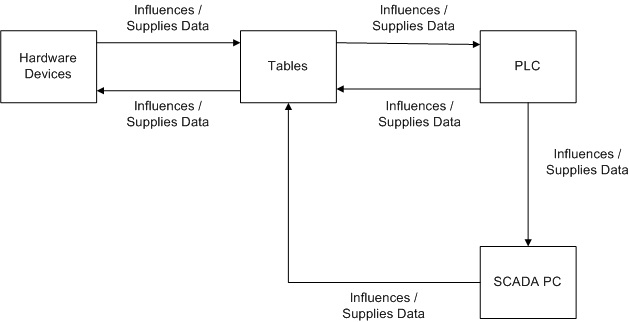 Influences /
Supplies Data
Influences /
Supplies Data
Hardware
Devices
Tables
PLC
Influences /
Supplies Data
Influences /
Supplies Data
Influences /
Supplies Data
SCADA PC
Influences /
Supplies Data